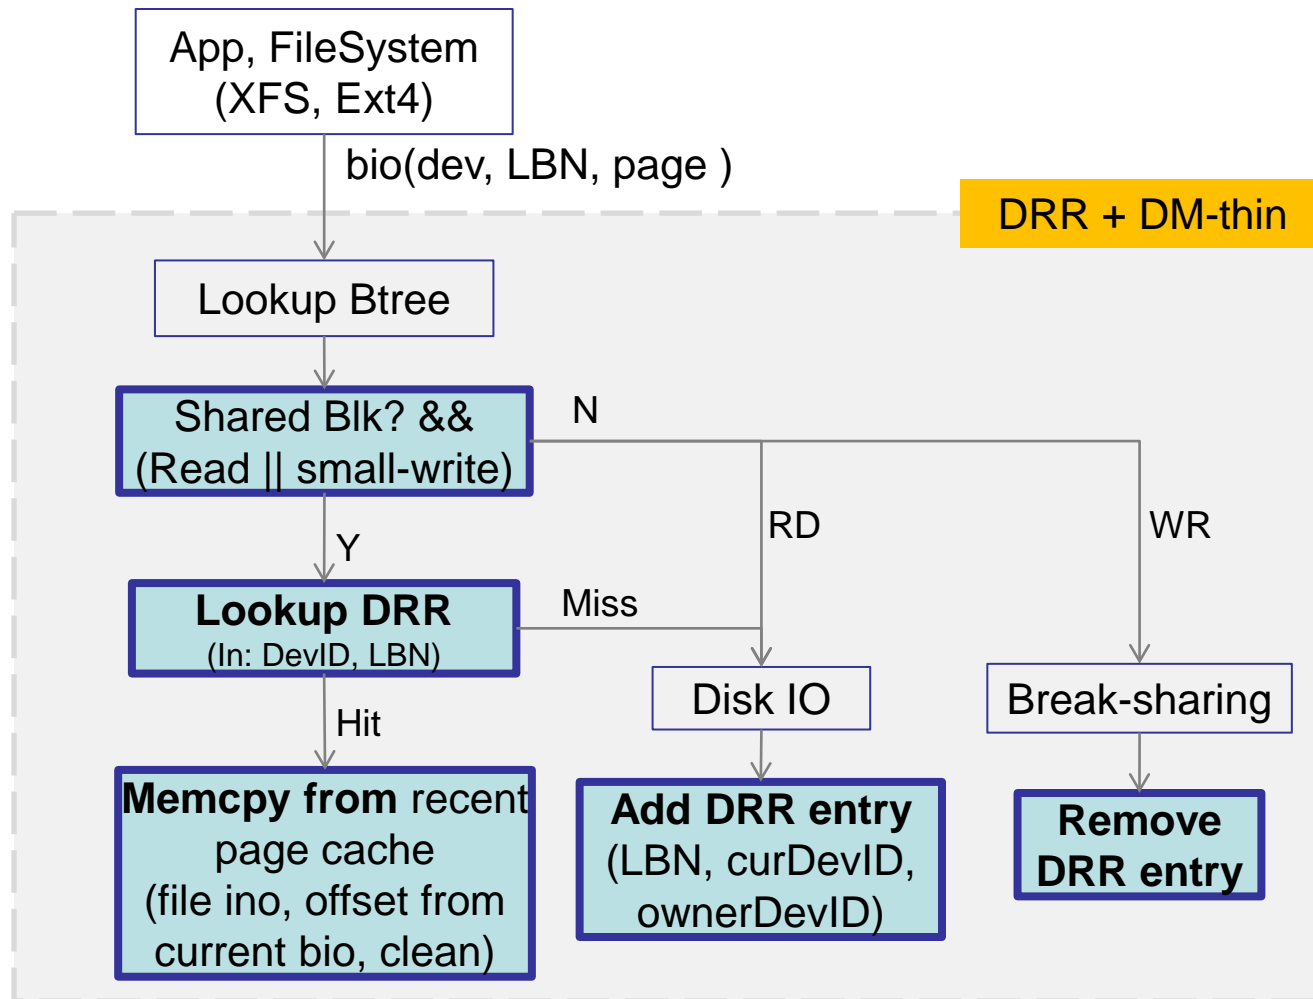 App, FileSystem
(XFS, Ext4)
bio(dev, LBN, page )
DRR + DM-thin
Lookup Btree
Shared Blk? &&
(Read || small-write)
N
Y
RD
WR
Lookup DRR
(In: DevID, LBN)
Miss
Hit
Disk IO
Break-sharing
Memcpy from recent
page cache
(file ino, offset from
current bio, clean)
Add DRR entry
(LBN, curDevID,
ownerDevID)
Remove
DRR entry